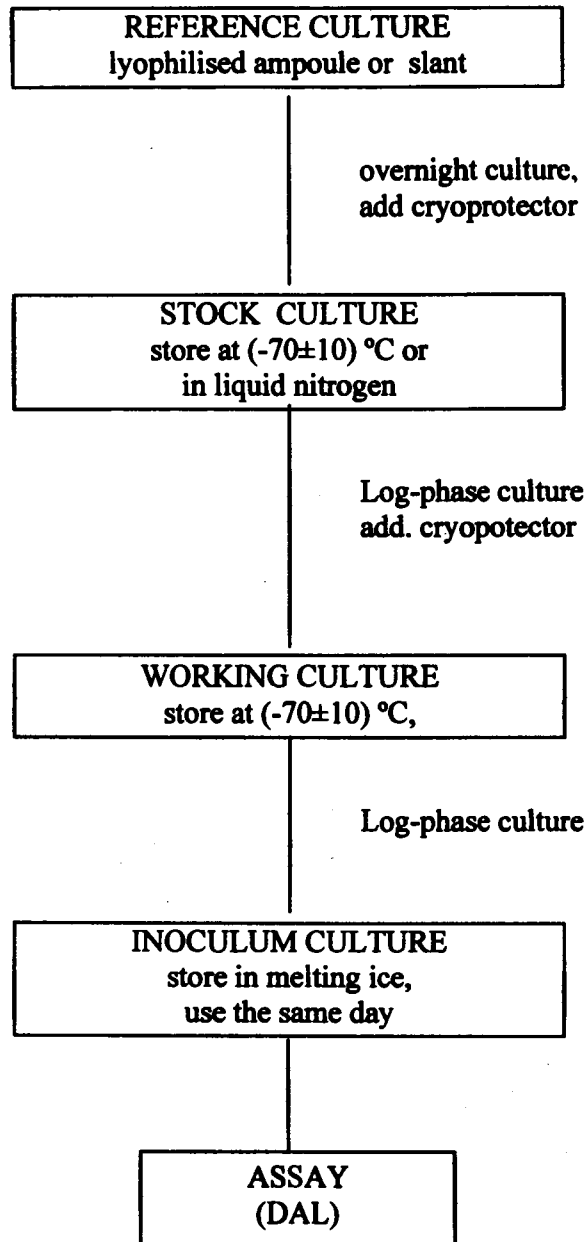 REFERENCE CULTURE
lyophilised ampoule or slant
overnight culture,
add cryoprotector
STOCK CULTURE
store at (-70±10) ºC or
in liquid nitrogen
Log-phase culture
add. cryopotector
WORKING CULTURE
store at (-70±10) ºC,
Log-phase culture
INOCULUM CULTURE
store in melting ice,
use the same day
ASSAY
(DAL)